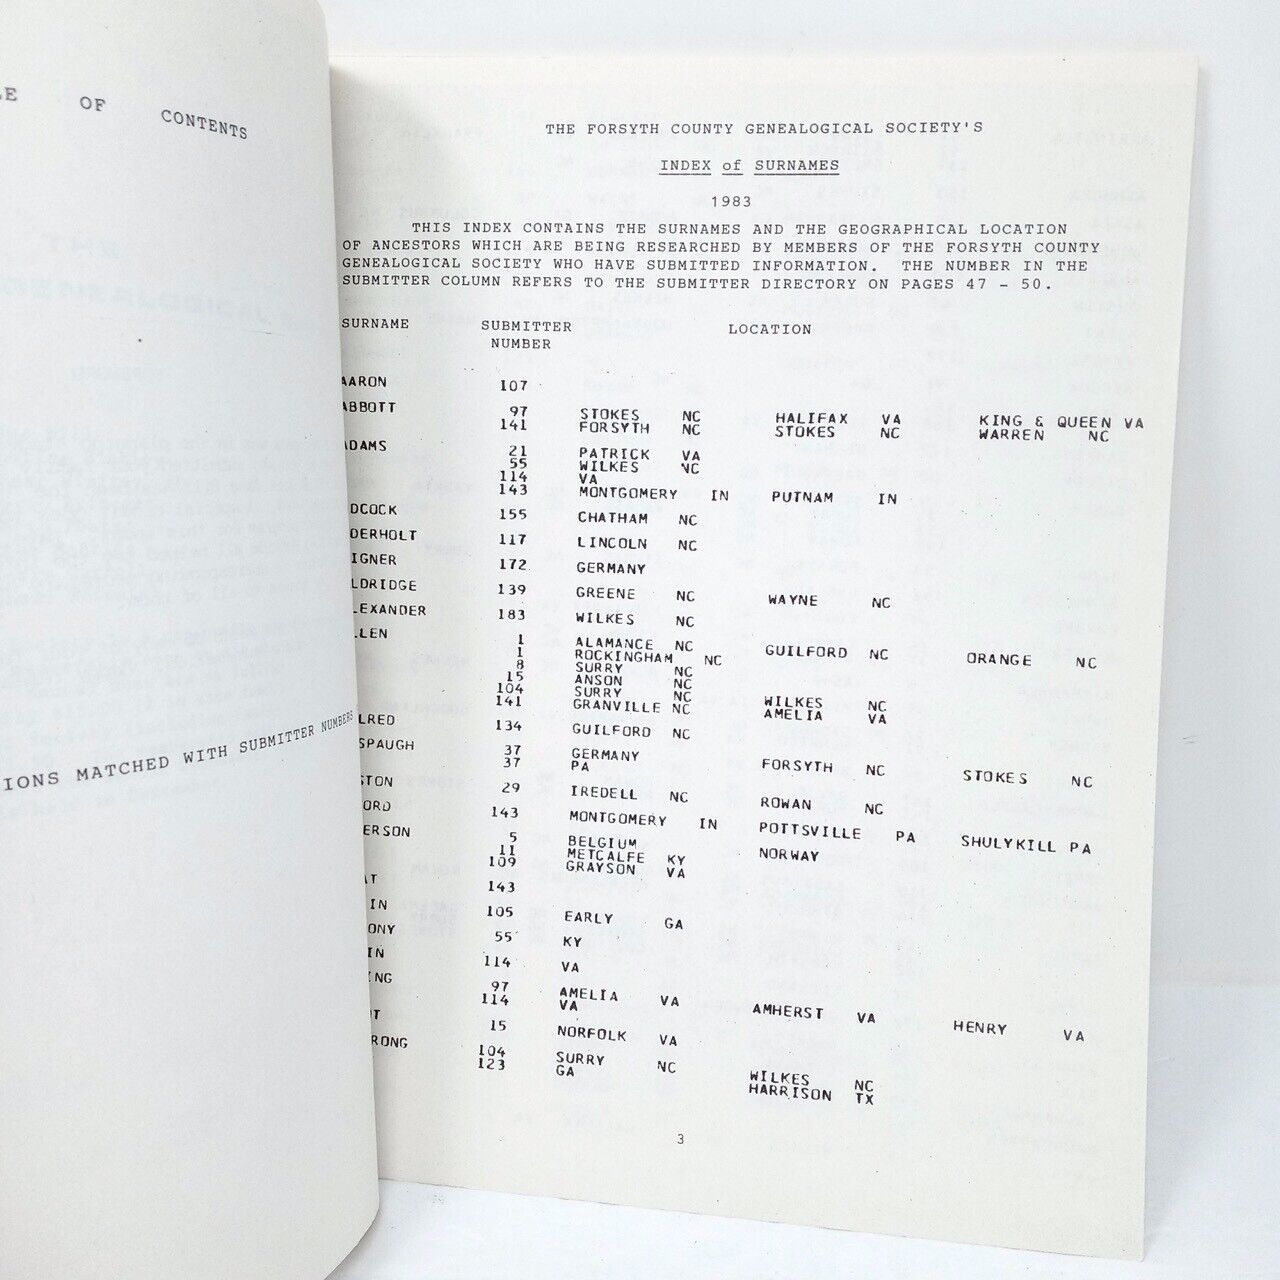 OF CONTENTS
IONS MATCHED WITH SUBMITTER NUMBERS
THE FORSYTH COUNTY GENEALOGICAL SOCIETY'S
INDEX of SURNAMES
1983
THIS INDEX CONTAINS THE SURNAMES AND THE GEOGRAPHICAL LOCATION
OF ANCESTORS WHICH ARE BEING RESEARCHED BY MEMBERS OF THE FORSYTH COUNTY
GENEALOGICAL SOCIETY WHO HAVE SUBMITTED INFORMATION. THE NUMBER IN THE
SUBMITTER COLUMN REFERS TO THE SUBMITTER DIRECTORY ON PAGES 47 - 50.
SURNAME SUBMITTER LOCATION
NUMBER
AARON 107
ABBOTT 97 STOKES NC HALIFAX VA KING & QUEEN VA
141 FORSYTH NC STOKES NC WARREN NC
ADAMS 21 PATRICK VA
55 WILKES NC
114 VA
143 MONTGOMERY IN PUTNAM IN
DCOCK 155 CHATHAM NC
DERHOLT 117 LINCOLN NC
IGNER 172 GERMANY
LDRIDGE 139 GREENE NC WAYNE NC
LEXANDER 183 WILKES NC
LLEN 1 ALAMANCE NC GUILFORD NC ORANGE NC
1 ROCKINGHAM NC
8 SURRY NC
15 ANSON NC
104 SURRY NC WILKES NC
141 GRANVILLE NC AMELIA VA
LRED 134 GUILFORD NC
SPAUGH 37 GERMANY
37 PA FORSYTH NC STOKES NC
STON 29 IREDELL NC ROWAN NC
ORD 143 MONTGOMERY IN POTTSVILLE PA SHULYKILL PA
ERSON 5 BELGIUM NORWAY
11 METCALFE KY
109 GRAYSON VA
AT 143
IN 105 EARLY GA
ONY 55 KY
IN 114 VA
ING 97 AMELIA VA AMHERST VA HENRY VA
114 VA
OT 15 NORFOLK VA
RONG 104 SURRY NC WILKES NC
123 GA HARRISON TX
3